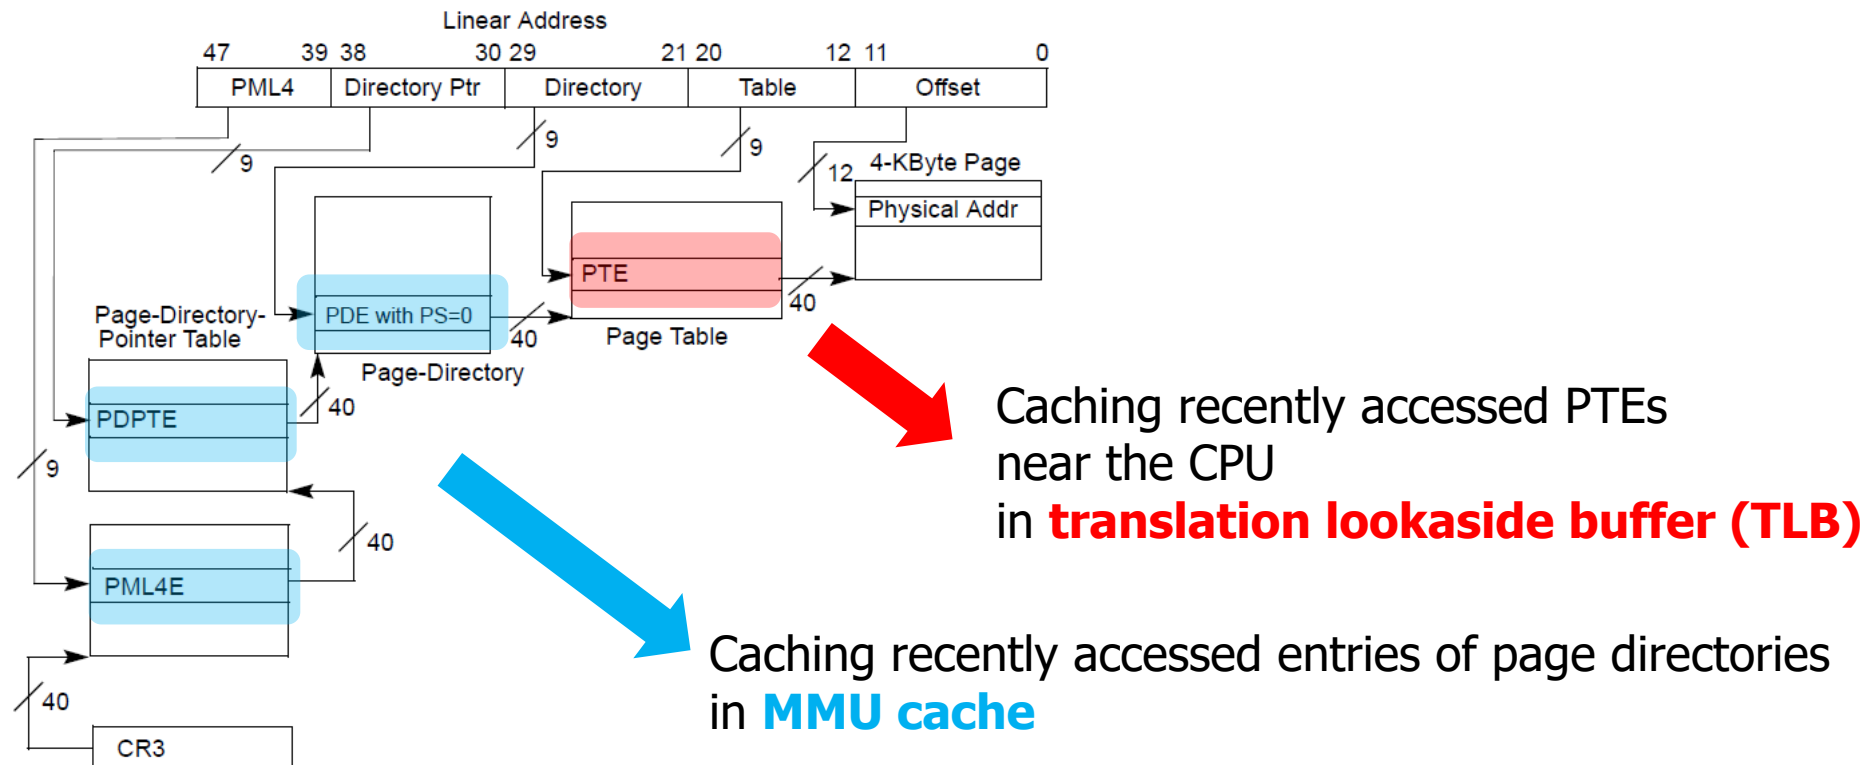 Linear Address
47 39 38 30 29 21 20 12 11 0
PML4 Directory Ptr Directory Table Offset
9 9 9
12 4-KByte Page
Physical Addr
PTE
40
Page-Directory-
Pointer Table
PDE with PS=0
40
Page Table
Page-Directory
PDPTE
40
9
40
PML4E
40
CR3
Caching recently accessed PTEs
near the CPU
in translation lookaside buffer (TLB)
Caching recently accessed entries of page directories
in MMU cache